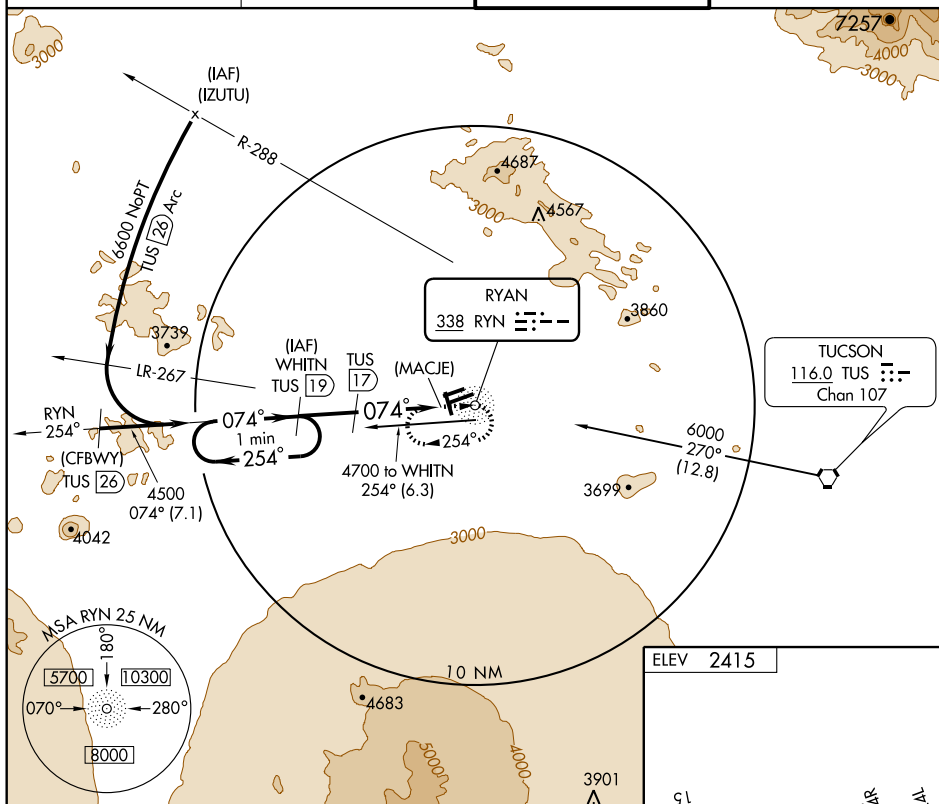 7257
4000
3000
3000
(IAF)
(IZUTU)
R-288
4687
3000
4567
6600 NoPT
TUS 26 Arc
RYAN
338 RYN
3860
3739
(IAF)
WHITN
TUS 19
TUS
17
(MACJE)
TUCSON
116.0 TUS
Chan 107
LR-267
RYN
254°
074°
074°
1 min
254°
254°
6000
270°
(12.8)
(CFBWY)
TUS 26
4700 to WHITN
254° (6.3)
4500
074° (7.1)
3699
4042
3000
MSA RYN 25 NM
180°
5700
10300
070°
280°
8000
10 NM
ELEV 2415
4683
5000
4000
3901
15